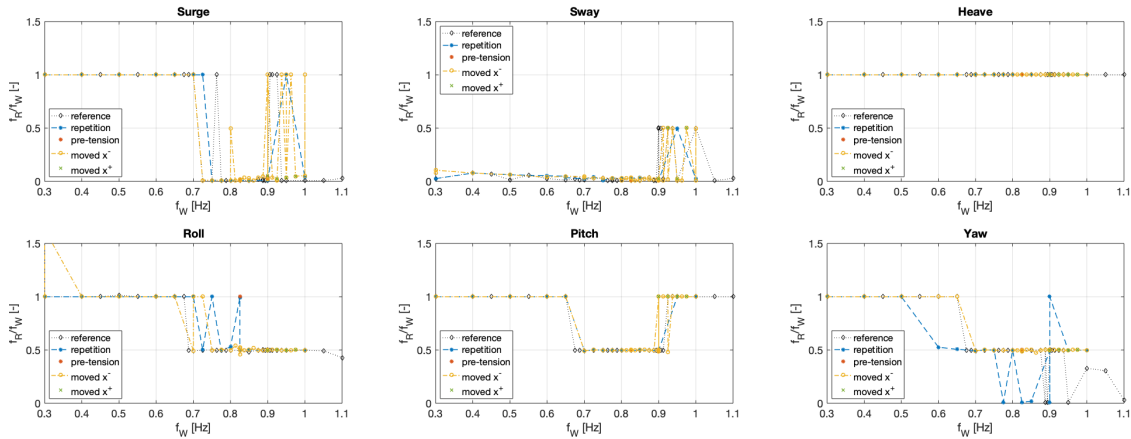 Surge
1.5
1
0.5
0
f_R/f_W [-]
reference
repetition
pre-tension
moved x^-
moved x^+
0.3 0.4 0.5 0.6 0.7 0.8 0.9 1 1.1
f_W [Hz]
Sway
1.5
1
0.5
0
f_R/f_W [-]
reference
repetition
pre-tension
moved x^-
moved x^+
0.3 0.4 0.5 0.6 0.7 0.8 0.9 1 1.1
f_W [Hz]
Heave
1.5
1
0.5
0
f_R/f_W [-]
reference
repetition
pre-tension
moved x^-
moved x^+
0.3 0.4 0.5 0.6 0.7 0.8 0.9 1 1.1
f_W [Hz]
Roll
1.5
1
0.5
0
f_R/f_W [-]
reference
repetition
pre-tension
moved x^-
moved x^+
0.3 0.4 0.5 0.6 0.7 0.8 0.9 1 1.1
f_W [Hz]
Pitch
1.5
1
0.5
0
f_R/f_W [-]
reference
repetition
pre-tension
moved x^-
moved x^+
0.3 0.4 0.5 0.6 0.7 0.8 0.9 1 1.1
f_W [Hz]
Yaw
1.5
1
0.5
0
f_R/f_W [-]
reference
repetition
pre-tension
moved x^-
moved x^+
0.3 0.4 0.5 0.6 0.7 0.8 0.9 1 1.1
f_W [Hz]